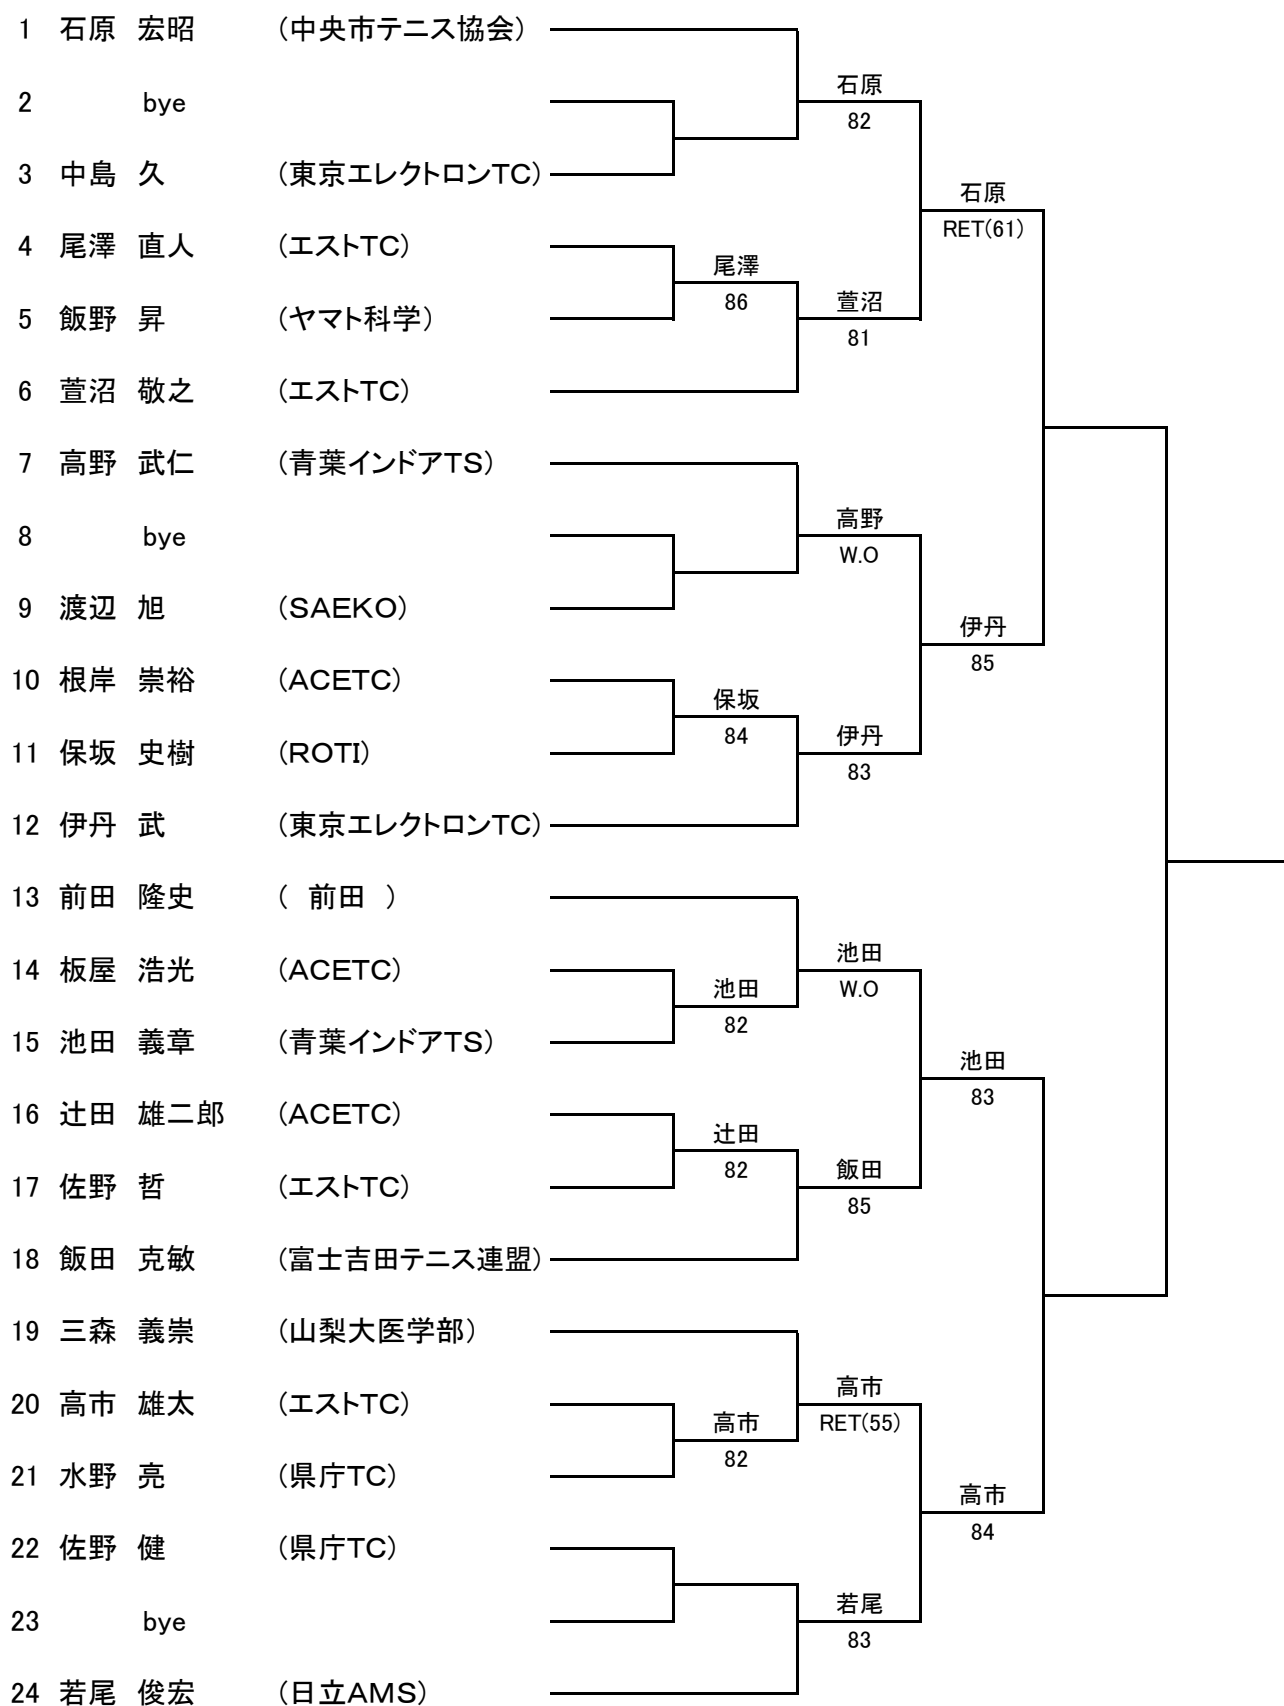 1 石原 宏昭 (中央市テニス協会)
石原
2 bye
82
3 中島 久 (東京エレクトロンTC)
石原
RET(61)
4 尾澤 直人 (エストTC)
尾澤
86
萱沼
5 飯野 昇 (ヤマト科学)
81
6 萱沼 敬之 (エストTC)
7 高野 武仁 (青葉インドアTS)
高野
8 bye
W.O
9 渡辺 旭 (SAEKO)
伊丹
85
10 根岸 崇裕 (ACETC)
保坂
84
伊丹
11 保坂 史樹 (ROTI)
83
12 伊丹 武 (東京エレクトロンTC)
13 前田 隆史 ( 前田 )
池田
14 板屋 浩光 (ACETC)
W.O
池田
82
15 池田 義章 (青葉インドアTS)
池田
83
16 辻田 雄二郎 (ACETC)
辻田
82
飯田
17 佐野 哲 (エストTC)
85
18 飯田 克敏 (富士吉田テニス連盟)
19 三森 義崇 (山梨大医学部)
高市
20 高市 雄太 (エストTC)
RET(55)
高市
82
21 水野 亮 (県庁TC)
高市
84
22 佐野 健 (県庁TC)
若尾
23 bye
83
24 若尾 俊宏 (日立AMS)